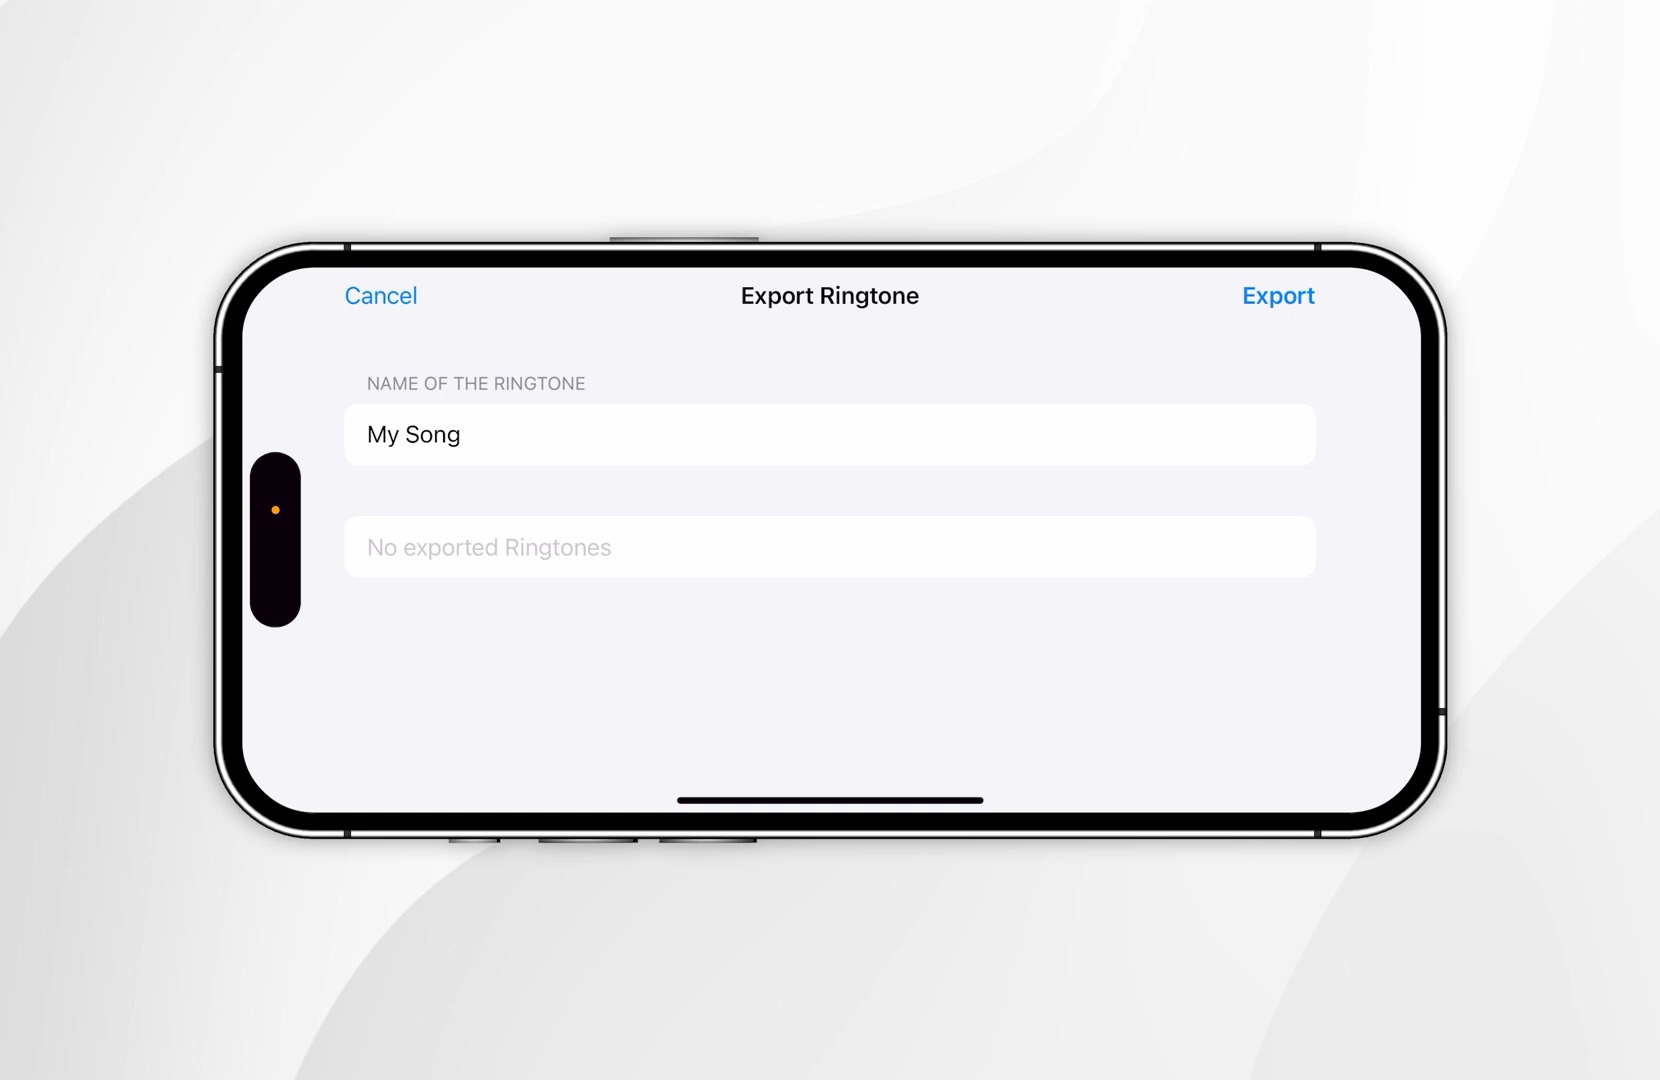 Cancel
Export Ringtone
Export
NAME OF THE RINGTONE
My Song
No exported Ringtones